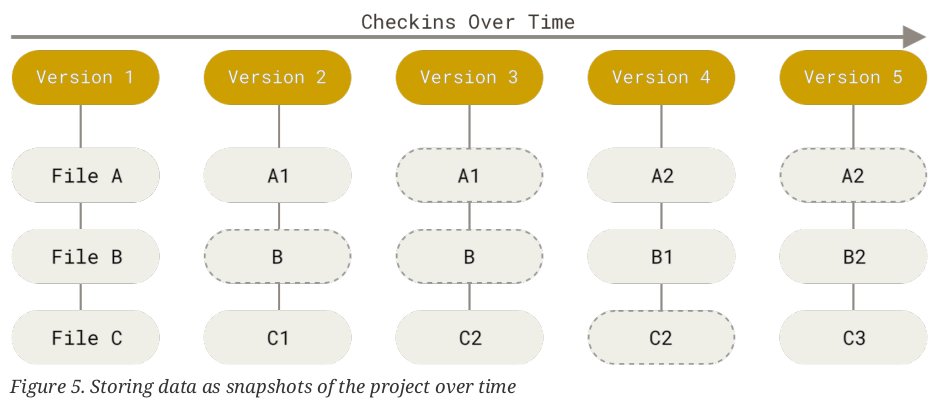 Checkins Over Time
Version 1 Version 2 Version 3 Version 4 Version 5
File A A1 A1 A2 A2
File B B B B1 B2
File C C1 C2 C2 C3
Figure 5. Storing data as snapshots of the project over time